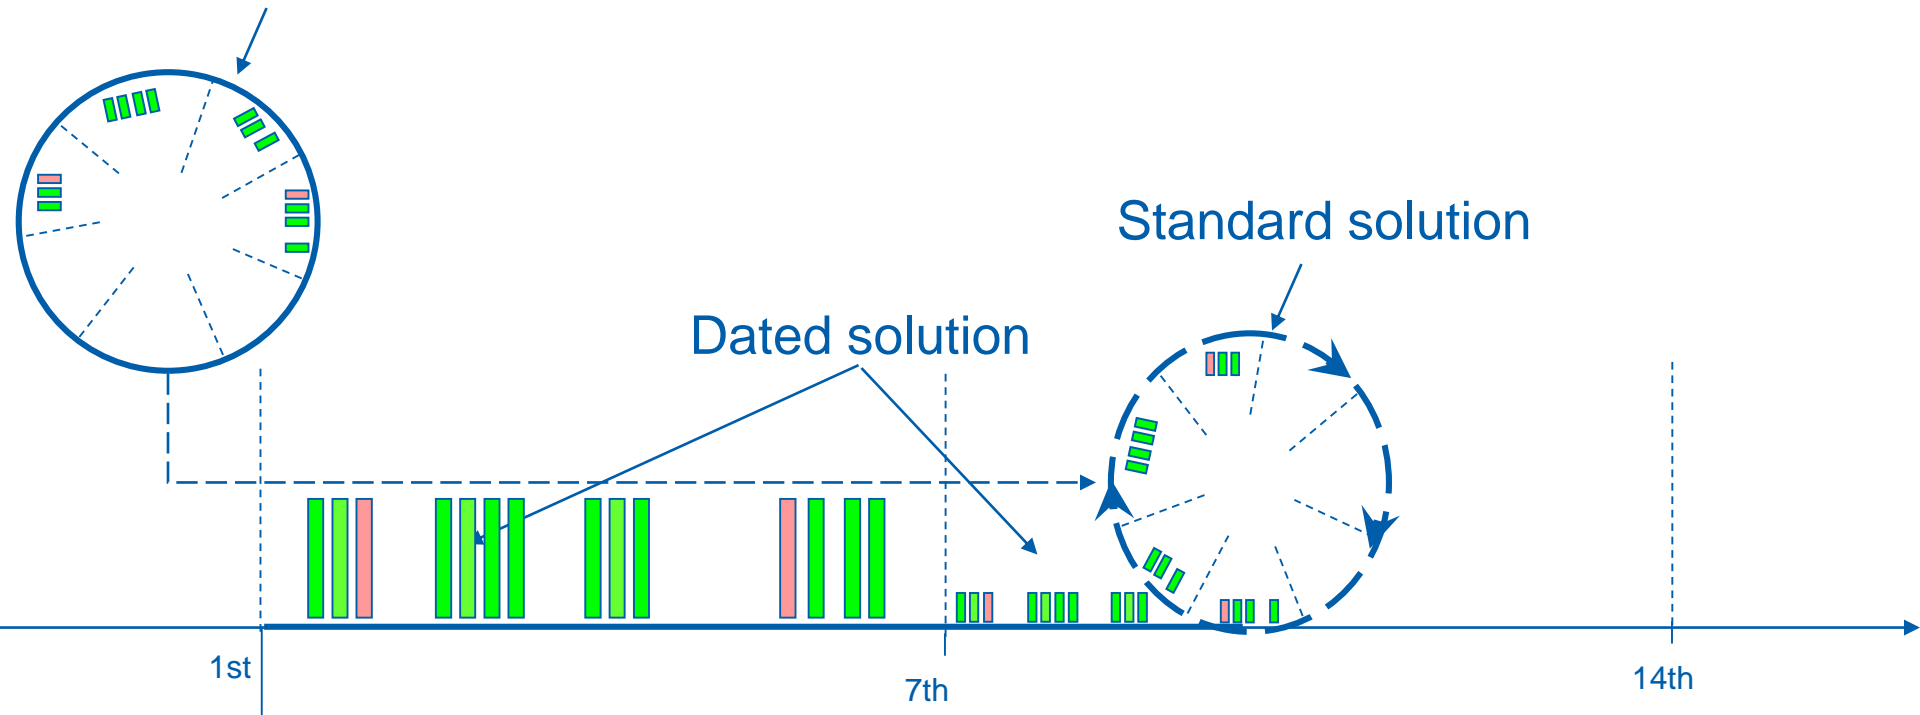 Standard solution
Dated solution
1st
7th
14th